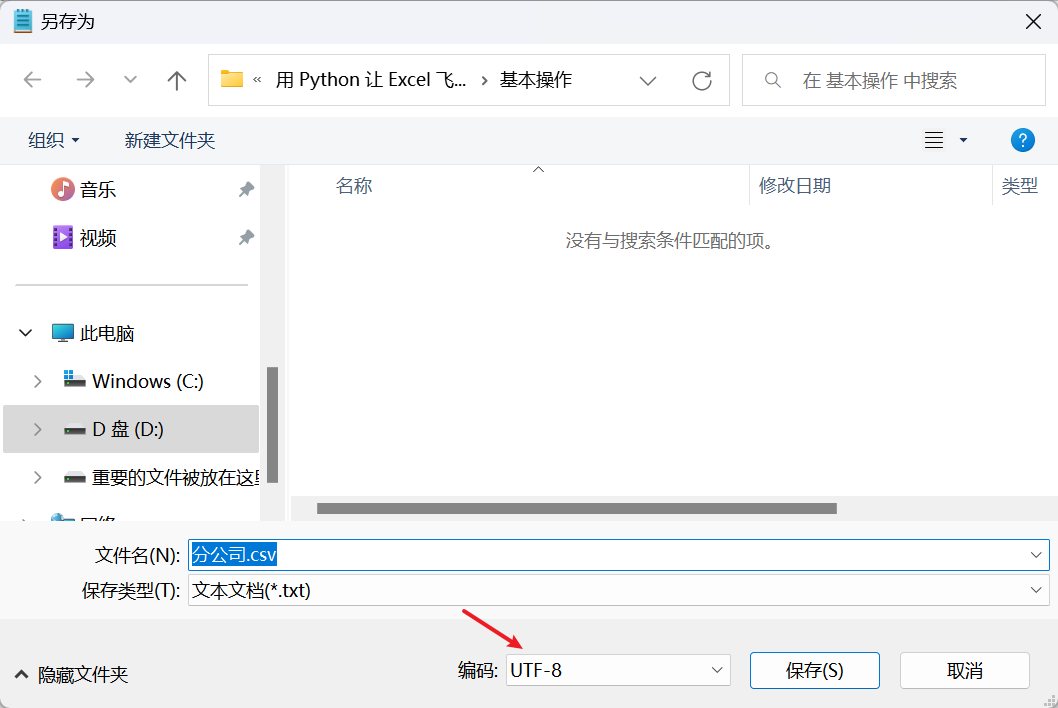 另存为
« 用 Python 让 Excel 飞... › 基本操作
在 基本操作 中搜索
组织
新建文件夹
?
音乐
视频
此电脑
Windows (C:)
D 盘 (D:)
重要的文件被放在这里
网络
名称
修改日期
类型
没有与搜索条件匹配的项。
文件名(N): 分公司.csv
保存类型(T): 文本文档(*.txt)
隐藏文件夹
编码: UTF-8
保存(S)
取消